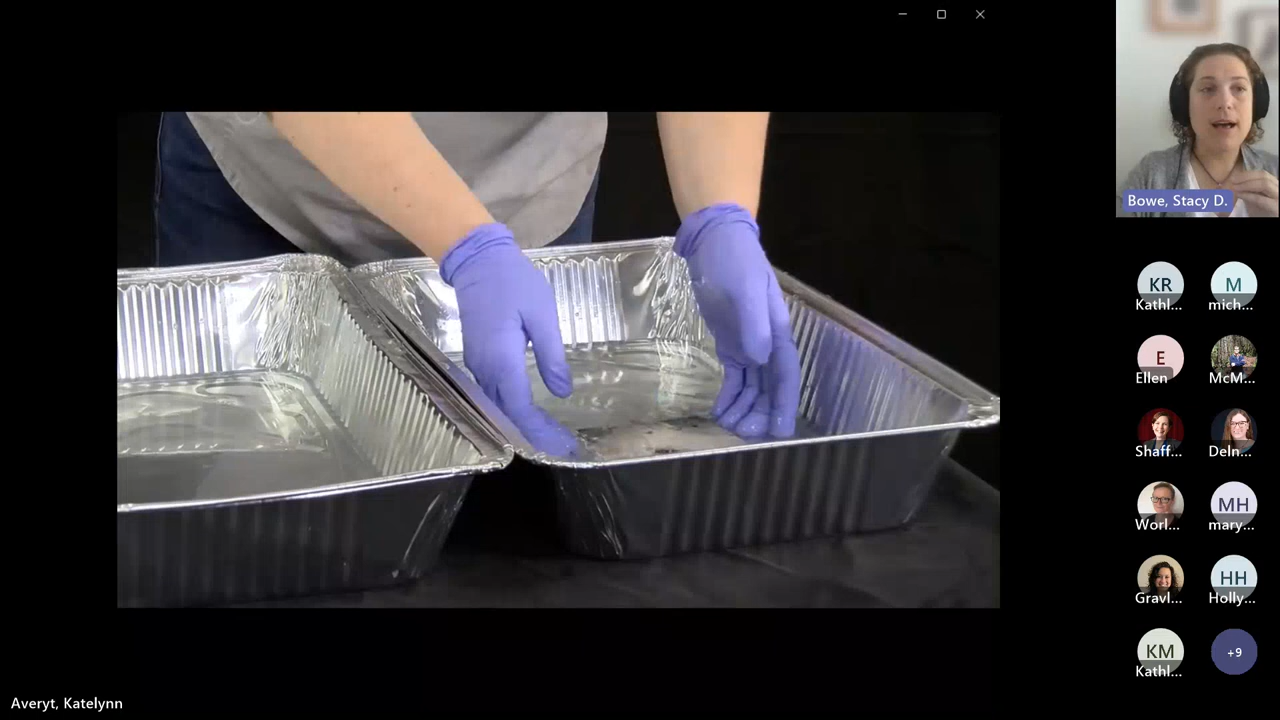 Bowe, Stacy D.
KR
M
Kathl...
mich...
E
Ellen
McM...
Shaff...
Deln...
Worl...
MH
mary...
Gravl...
HH
Holly...
KM
Kathl...
+9
Averyt, Katelynn